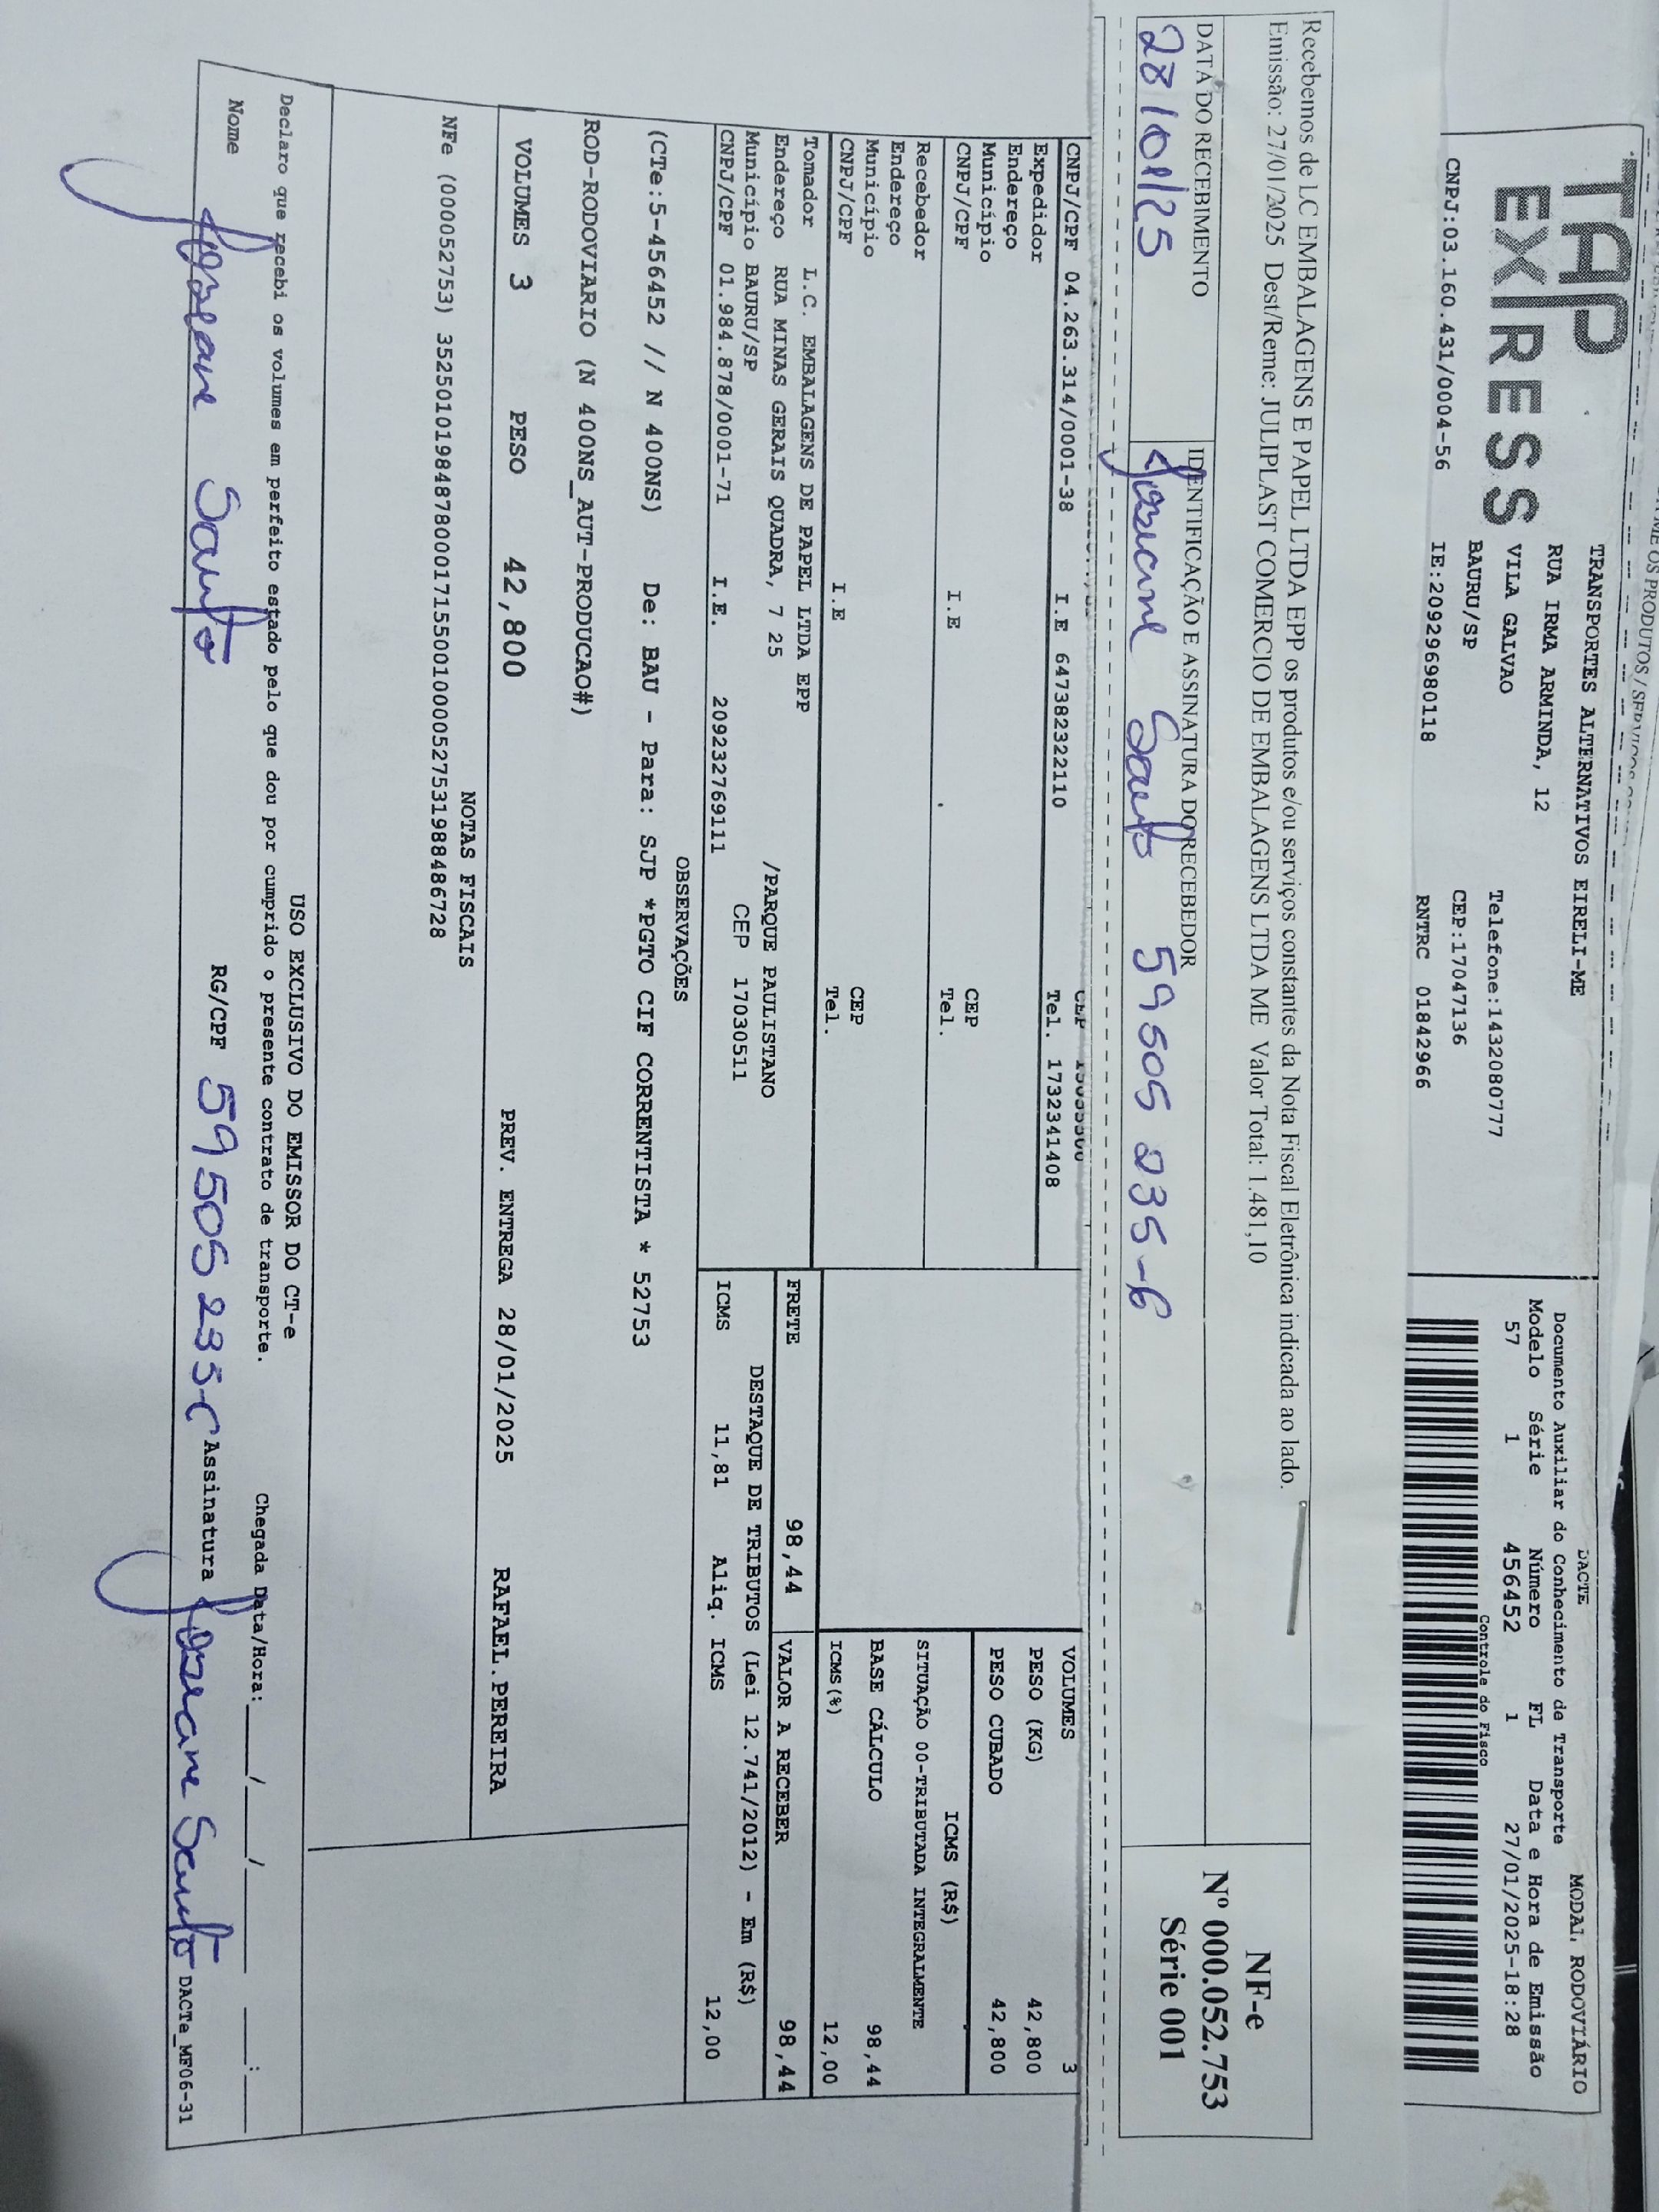 TAP
EXPRESS
TRANSPORTES ALTERNATIVOS EIRELI-ME
RUA IRMA ARMINDA, 12
VILA GALVAO
Telefone:1432080777
BAURU/SP
CEP:17047136
CNPJ:03.160.431/0004-56 IE:209296980118 RNTRC 01842966
DACTE
MODAL RODOVIÁRIO
Documento Auxiliar do Conhecimento de Transporte
Modelo Série Número FL Data e Hora de Emissão
57 1 456452 1 27/01/2025-18:28
Controle do Fisco
Recebemos de LC EMBALAGENS E PAPEL LTDA EPP os produtos e/ou serviços constantes da Nota Fiscal Eletrônica indicada ao lado.
Emissão: 27/01/2025 Dest/Reme: JULIPLAST COMERCIO DE EMBALAGENS LTDA ME Valor Total: 1.481,10
NF-e
Nº 000.052.753
Série 001
DATA DO RECEBIMENTO
IDENTIFICAÇÃO E ASSINATURA DO RECEBEDOR
28/01/25 Joseane Santo 59505 235-6
CNPJ/CPF 04.263.314/0001-38 I.E 647382322110 Tel. 1732341408
Expedidor
Endereço
Município CEP
CNPJ/CPF I.E Tel.
Recebedor
Endereço
Município CEP
CNPJ/CPF I.E Tel.
VOLUMES 3
PESO (KG) 42,800
PESO CUBADO 42,800
ICMS (R$)
SITUAÇÃO 00-TRIBUTADA INTEGRALMENTE
BASE CÁLCULO 98,44
ICMS(%) 12,00
Tomador L.C. EMBALAGENS DE PAPEL LTDA EPP
Endereço RUA MINAS GERAIS QUADRA, 7 25 /PARQUE PAULISTANO
Município BAURU/SP CEP 17030511
CNPJ/CPF 01.984.878/0001-71 I.E. 209232769111
FRETE 98,44 VALOR A RECEBER 98,44
DESTAQUE DE TRIBUTOS (Lei 12.741/2012) - Em (R$)
ICMS 11,81 Aliq. ICMS 12,00
OBSERVAÇÕES
(CTe:5-456452 // N 400NS) De: BAU - Para: SJP *PGTO CIF CORRENTISTA * 52753
ROD-RODOVIARIO (N 400NS_AUT-PRODUCAO#)
VOLUMES 3 PESO 42,800 PREV. ENTREGA 28/01/2025 RAFAEL.PEREIRA
NOTAS FISCAIS
NFe (000052753) 35250101984878000171550010000527531988486728
USO EXCLUSIVO DO EMISSOR DO CT-e
Declaro que recebi os volumes em perfeito estado pelo que dou por cumprido o presente contrato de transporte.
Chegada Data/Hora:____/____/____ ___:___
Nome Joseane Santo RG/CPF 59505 235-6 Assinatura Joseane Santo DACTe_MF06-31